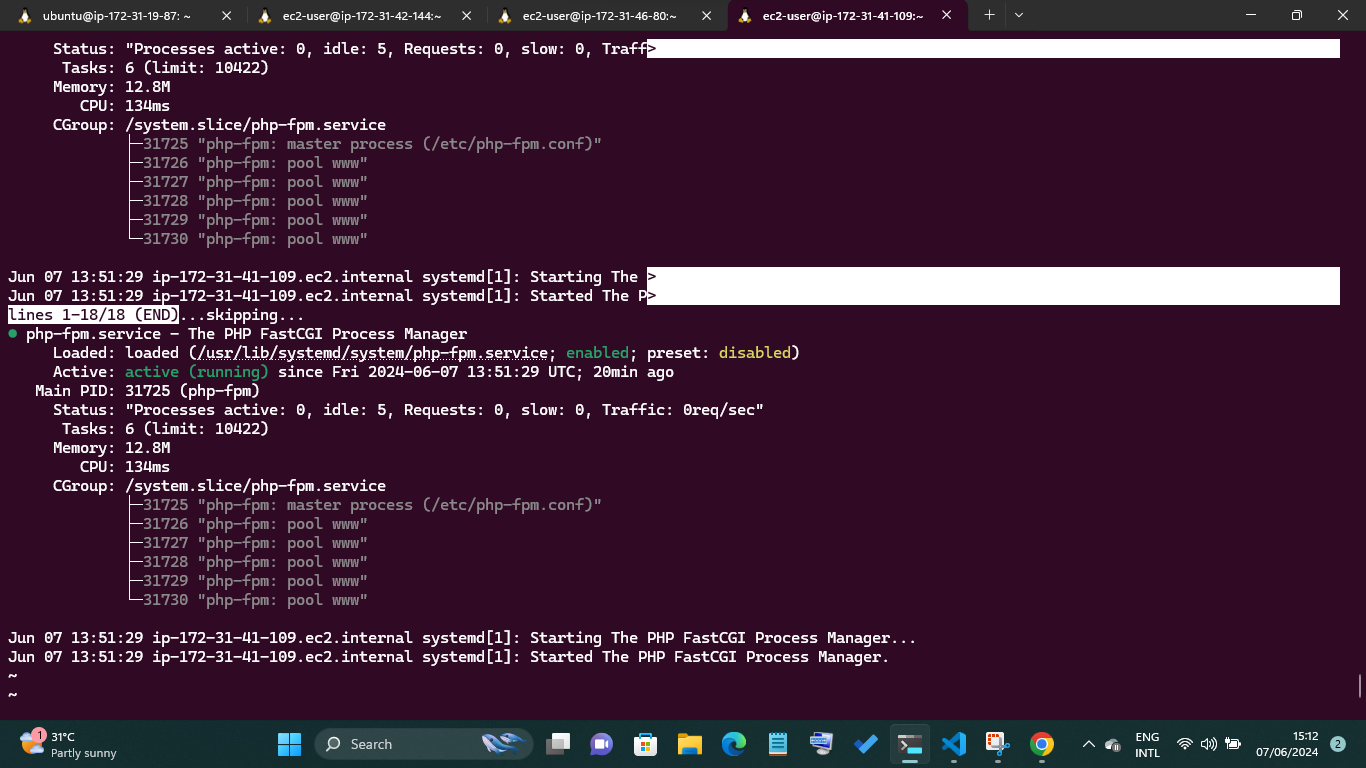 ubuntu@ip-172-31-19-87: ~
ec2-user@ip-172-31-42-144:~
ec2-user@ip-172-31-46-80:~
ec2-user@ip-172-31-41-109:~
Status: "Processes active: 0, idle: 5, Requests: 0, slow: 0, Traff>
Tasks: 6 (limit: 10422)
Memory: 12.8M
CPU: 134ms
CGroup: /system.slice/php-fpm.service
├─31725 "php-fpm: master process (/etc/php-fpm.conf)"
├─31726 "php-fpm: pool www"
├─31727 "php-fpm: pool www"
├─31728 "php-fpm: pool www"
├─31729 "php-fpm: pool www"
└─31730 "php-fpm: pool www"
Jun 07 13:51:29 ip-172-31-41-109.ec2.internal systemd[1]: Starting The >
Jun 07 13:51:29 ip-172-31-41-109.ec2.internal systemd[1]: Started The P>
lines 1-18/18 (END)...skipping...
● php-fpm.service - The PHP FastCGI Process Manager
Loaded: loaded (/usr/lib/systemd/system/php-fpm.service; enabled; preset: disabled)
Active: active (running) since Fri 2024-06-07 13:51:29 UTC; 20min ago
Main PID: 31725 (php-fpm)
Status: "Processes active: 0, idle: 5, Requests: 0, slow: 0, Traffic: 0req/sec"
Tasks: 6 (limit: 10422)
Memory: 12.8M
CPU: 134ms
CGroup: /system.slice/php-fpm.service
├─31725 "php-fpm: master process (/etc/php-fpm.conf)"
├─31726 "php-fpm: pool www"
├─31727 "php-fpm: pool www"
├─31728 "php-fpm: pool www"
├─31729 "php-fpm: pool www"
└─31730 "php-fpm: pool www"
Jun 07 13:51:29 ip-172-31-41-109.ec2.internal systemd[1]: Starting The PHP FastCGI Process Manager...
Jun 07 13:51:29 ip-172-31-41-109.ec2.internal systemd[1]: Started The PHP FastCGI Process Manager.
~
~
1
31°C
Partly sunny
Search
ENG
INTL
15:12
07/06/2024
2